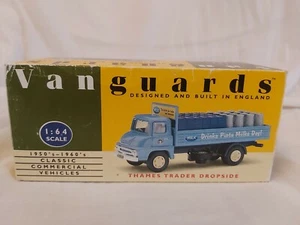 Vanguards™
DESIGNED AND BUILT IN ENGLAND
1:64
SCALE
1950's - 1960's
CLASSIC
COMMERCIAL
VEHICLES
Drinka Pinta Milka Day!
THAMES TRADER DROPSIDE